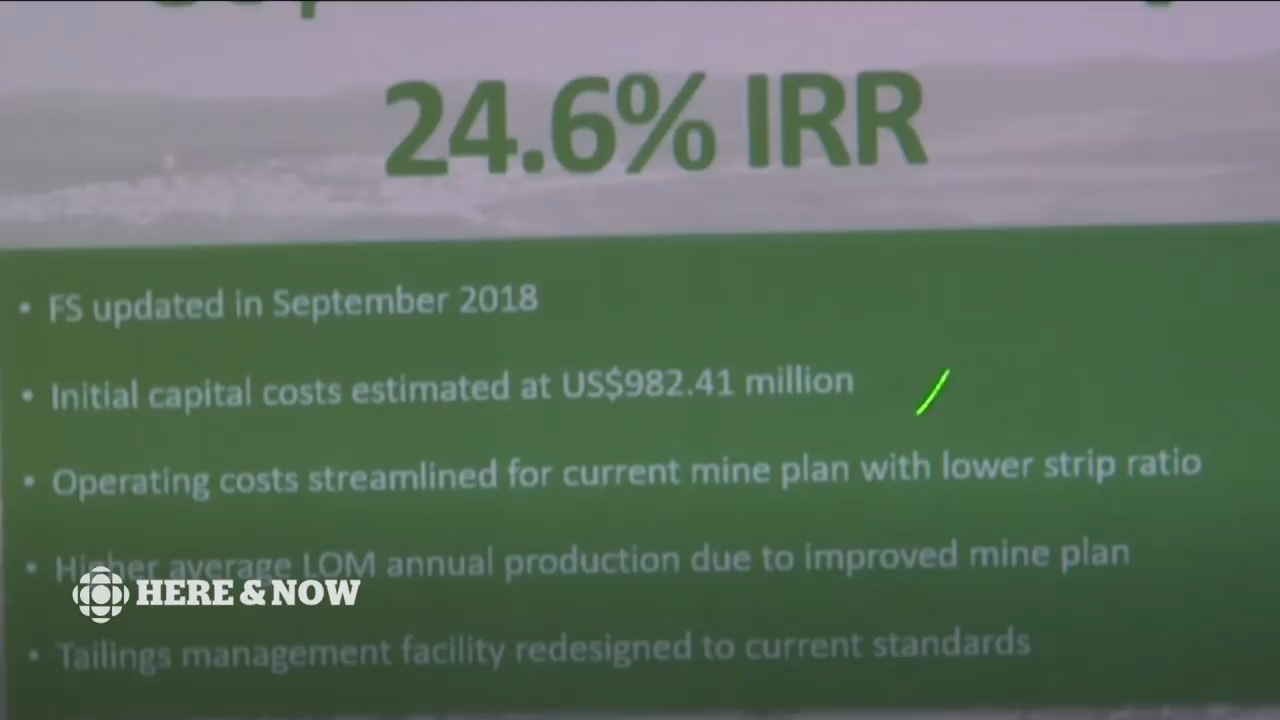 24.6% IRR
• FS updated in September 2018
• Initial capital costs estimated at US$982.41 million
• Operating costs streamlined for current mine plan with lower strip ratio
• Higher average LOM annual production due to improved mine plan
HERE & NOW
• Tailings management facility redesigned to current standards